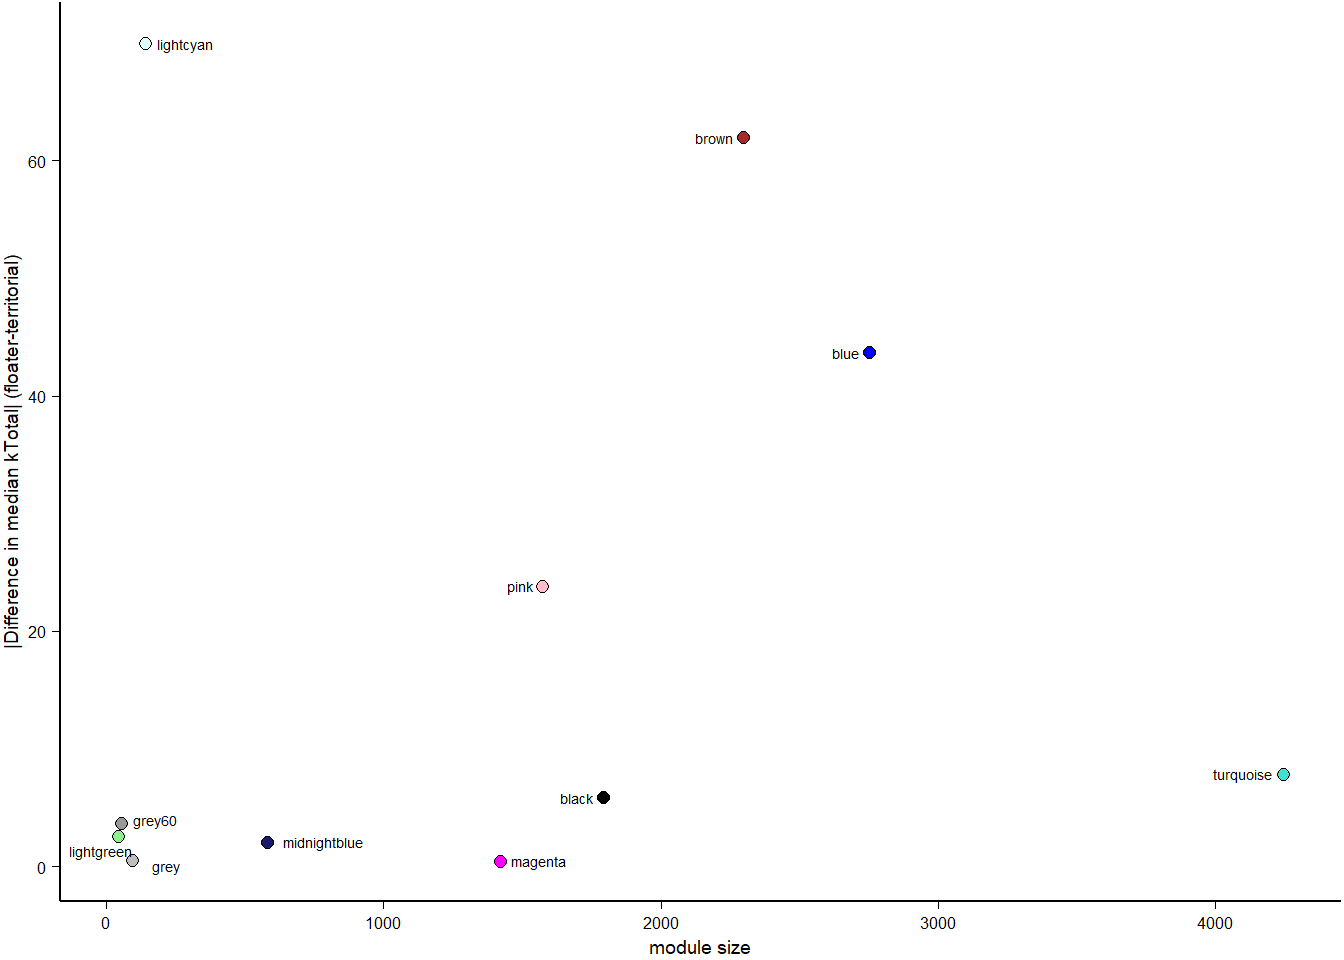 lightcyan
brown
60
blue
40
|Difference in median kTotal| (floater-territorial)
pink
20
turquoise
black
grey60
midnightblue
lightgreen
magenta
grey
0
0 1000 2000 3000 4000
module size